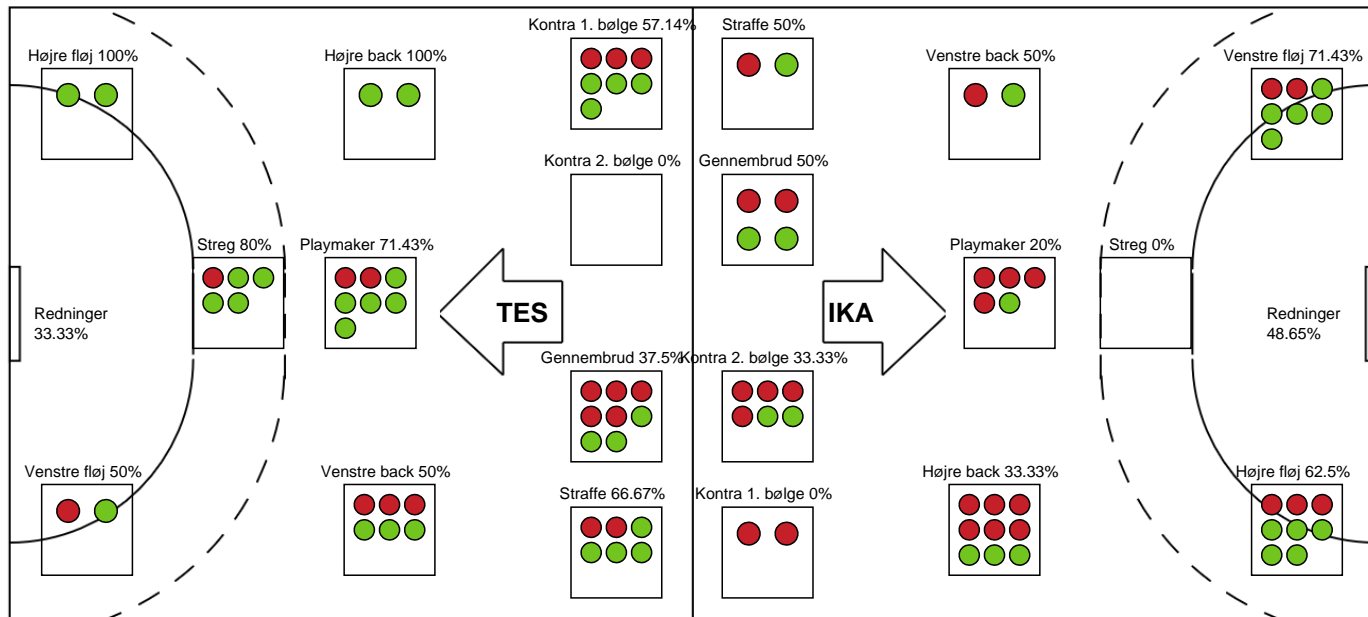 Kontra 1. bølge 57.14%
Straffe 50%
Højre fløj 100%
Højre back 100%
Venstre back 50%
Venstre fløj 71.43%
Kontra 2. bølge 0%
Gennembrud 50%
Streg 80%
Playmaker 71.43%
Playmaker 20%
Streg 0%
Redninger
33.33%
TES
IKA
Redninger
48.65%
Gennembrud 37.5%
Kontra 2. bølge 33.33%
Venstre fløj 50%
Venstre back 50%
Straffe 66.67%
Kontra 1. bølge 0%
Højre back 33.33%
Højre fløj 62.5%